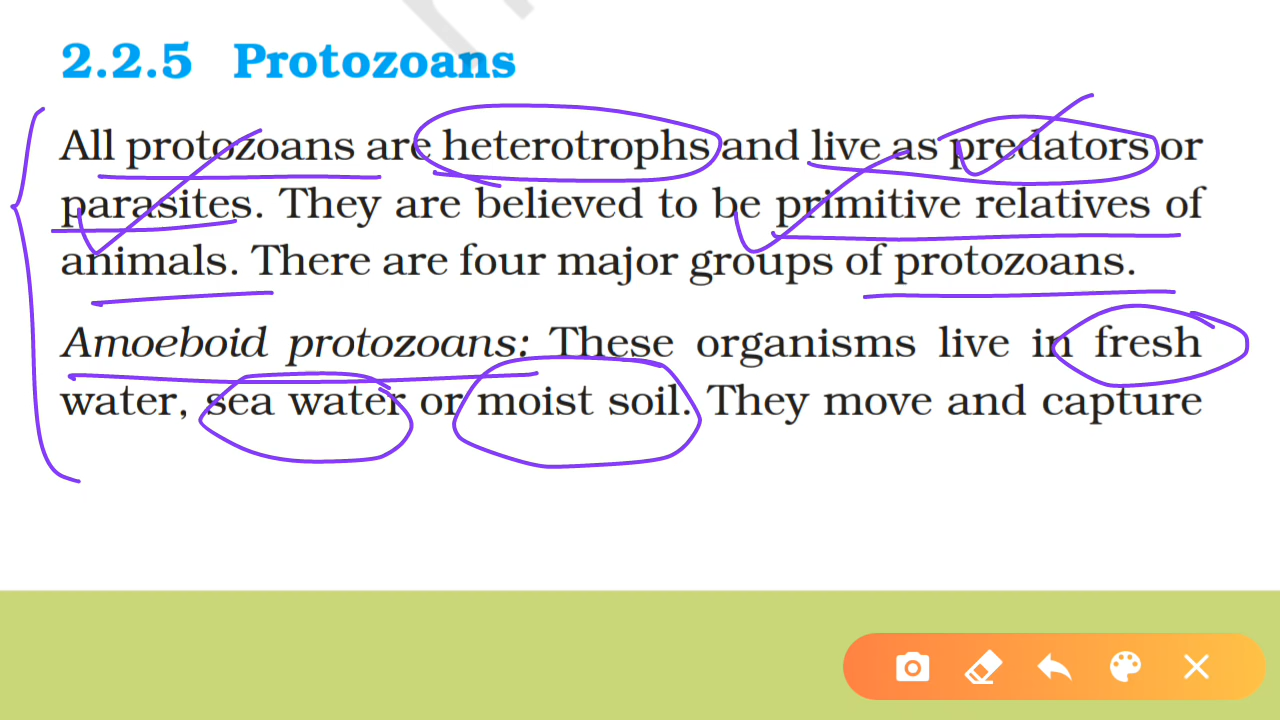 2.2.5 Protozoans
All protozoans are heterotrophs and live as predators or
parasites. They are believed to be primitive relatives of
animals. There are four major groups of protozoans.
Amoeboid protozoans: These organisms live in fresh
water, sea water or moist soil. They move and capture